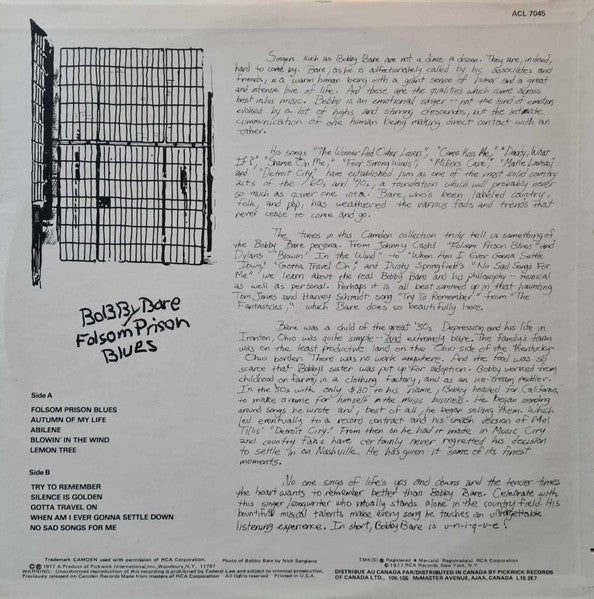 ACL-7045
Singers such as Bobby Bare are not a dime a dozen. They are, indeed,
hard to come by. Bare, as he is affectionately called by his associates and
friends, is a warm human being with a giant sense of humor and a great
and intense love of life. And these are the qualities which come across
best in his music. Bobby is an emotional singer -- not the kind of emotion
evoked by a lot of highs and stirring crescendos, but the intimate
communication of one human being making direct contact with an
other.
His songs "The Winner And Other Losers", "Come Kiss Me," "Daddy, What
If?", "Shame On Me," "Four Strong Winds", "Millers Cave", "Marie Laveau"
and "Detroit City" have established him as one of the most solid country
acts of the '60s and '70s, a foundation which will probably never
so much as quiver one iota. Bare, who's been labeled country,
folk, and pop, has weathered the various fads and trends that
never cease to come and go.
The tunes in this Camden collection truly tell us something of
the Bobby Bare persona. From Johnny Cash's "Folsom Prison Blues" and
Dylan's "Blowin' In the Wind" to "When Am I Ever Gonna Settle
Down," "Gotta Travel On", and Dusty Springfield's "No Sad Songs For
Me" we learn about the real Bobby Bare and his philosophy - musical
as well as personal. Perhaps it is all best summed up in that haunting
Tom Jones and Harvey Schmidt song "Try To Remember" from "The
Fantasticks," which Bare does so beautifully here.
Bare was a child of the great '30s Depression and his life in
Ironton, Ohio was quite simple -- and extremely bare. The family's farm
was on the least productive land on the Ohio side of the Kentucky-
Ohio border. There was no work anywhere. And the food was so
scarce that Bobby's sister was put up for adoption. Bobby worked from
childhood on farms, in a clothing factory, and as an ice-cream peddler.
In the '50s with only $30 to his name, Bobby headed for California
to make a name for himself in the music business. He began sending
around songs he wrote and, best of all, he began selling them. Which
led eventually to a record contract and his smash version of Mel
Tillis' "Detroit City." From then on he had it made in Music City
and country fans have certainly never regretted his decision
to settle in on Nashville. He has given it some of its finest
moments.
No one sings of life's ups and downs and the tender times
the heart wants to remember better than Bobby Bare. Celebrate with
this singer/songwriter who virtually stands alone in the country field. His
bountiful musical talents make every song he touches an unforgettable
listening experience. In short, Bobby Bare is u-n-i-q-u-e!
BoBBy Bare
Folsom Prison
Blues
Side A
FOLSOM PRISON BLUES
AUTUMN OF MY LIFE
ABILENE
BLOWIN' IN THE WIND
LEMON TREE
Side B
TRY TO REMEMBER
SILENCE IS GOLDEN
GOTTA TRAVEL ON
WHEN AM I EVER GONNA SETTLE DOWN
NO SAD SONGS FOR ME
Trademark CAMDEN used with permission of RCA Corporation. Photo of Bobby Bare by Nick Sangiano
©℗1977 A Product of Pickwick International, Inc., Woodbury, N.Y. 11797
WARNING: Unauthorized reproduction of this recording is prohibited by Federal Law and subject to criminal prosecution.
Previously released on Camden Records Made from masters of RCA Corporation All rights reserved Printed in U.S.A.
TMK(s) ® Registered • Marca(s) Registrada(s) RCA Corporation
©1977 RCA Records, New York, N.Y.
DISTRIBUE AU CANADA PAR/DISTRIBUTED IN CANADA BY PICKWICK RECORDS
OF CANADA LTD., 106-108 McMASTER AVENUE, AJAX, CANADA L1S 2E7